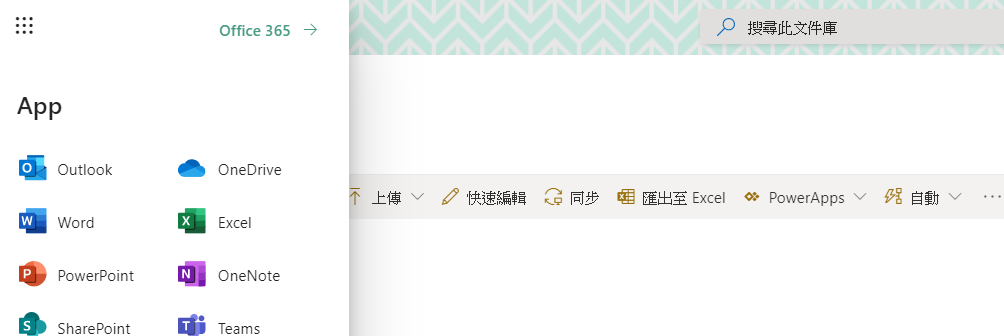 Office 365
搜尋此文件庫
App
Outlook
OneDrive
上傳
快速編輯
同步
匯出至 Excel
PowerApps
自動
Word
Excel
PowerPoint
OneNote
SharePoint
Teams